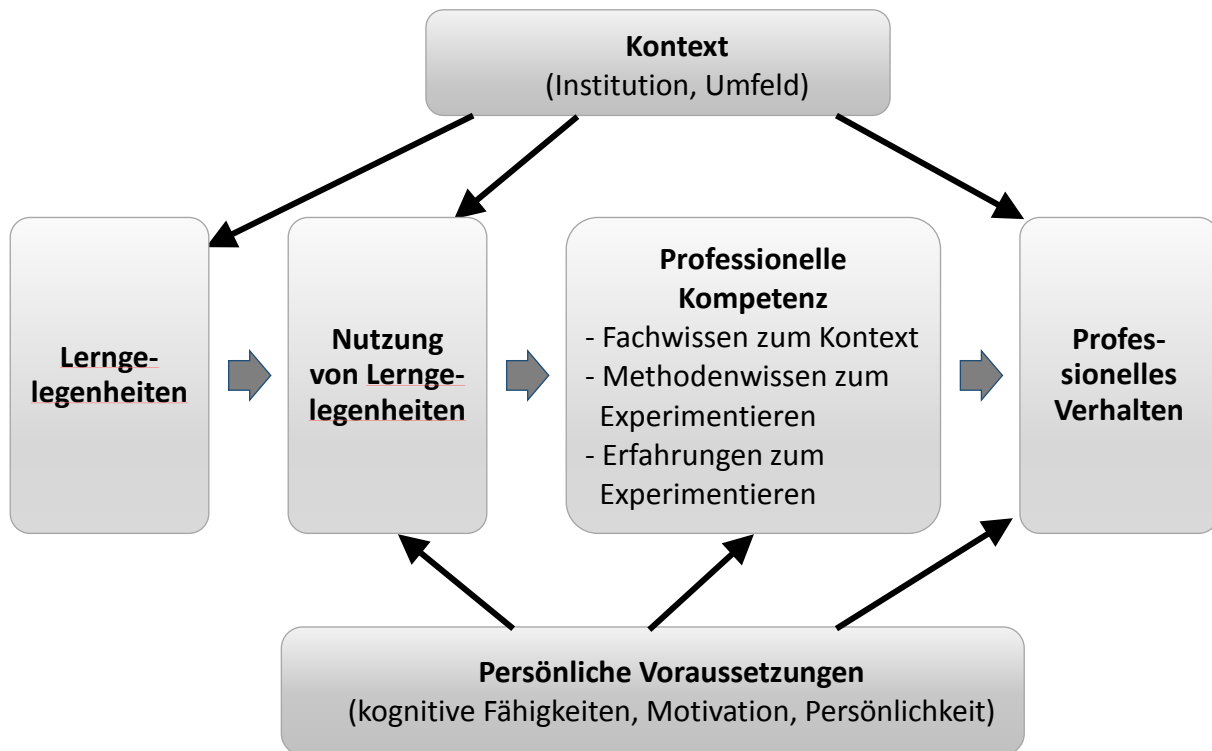 Kontext
(Institution, Umfeld)
Lernge-
legenheiten
Nutzung
von Lernge-
legenheiten
Professionelle
Kompetenz
- Fachwissen zum Kontext
- Methodenwissen zum
Experimentieren
- Erfahrungen zum
Experimentieren
Profes-
sionelles
Verhalten
Persönliche Voraussetzungen
(kognitive Fähigkeiten, Motivation, Persönlichkeit)